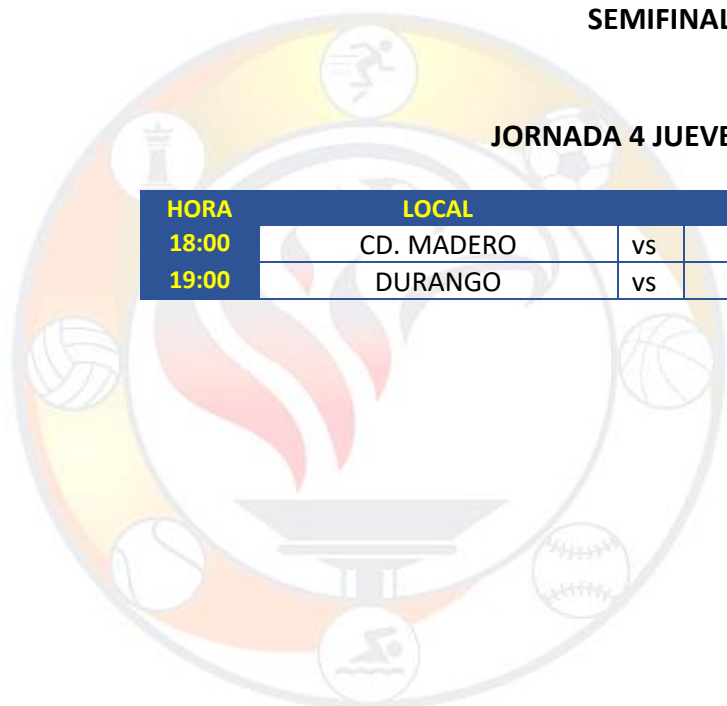 SEMIFINAL
JORNADA 4 JUEVE
HORA LOCAL
18:00 CD. MADERO vs
19:00 DURANGO vs